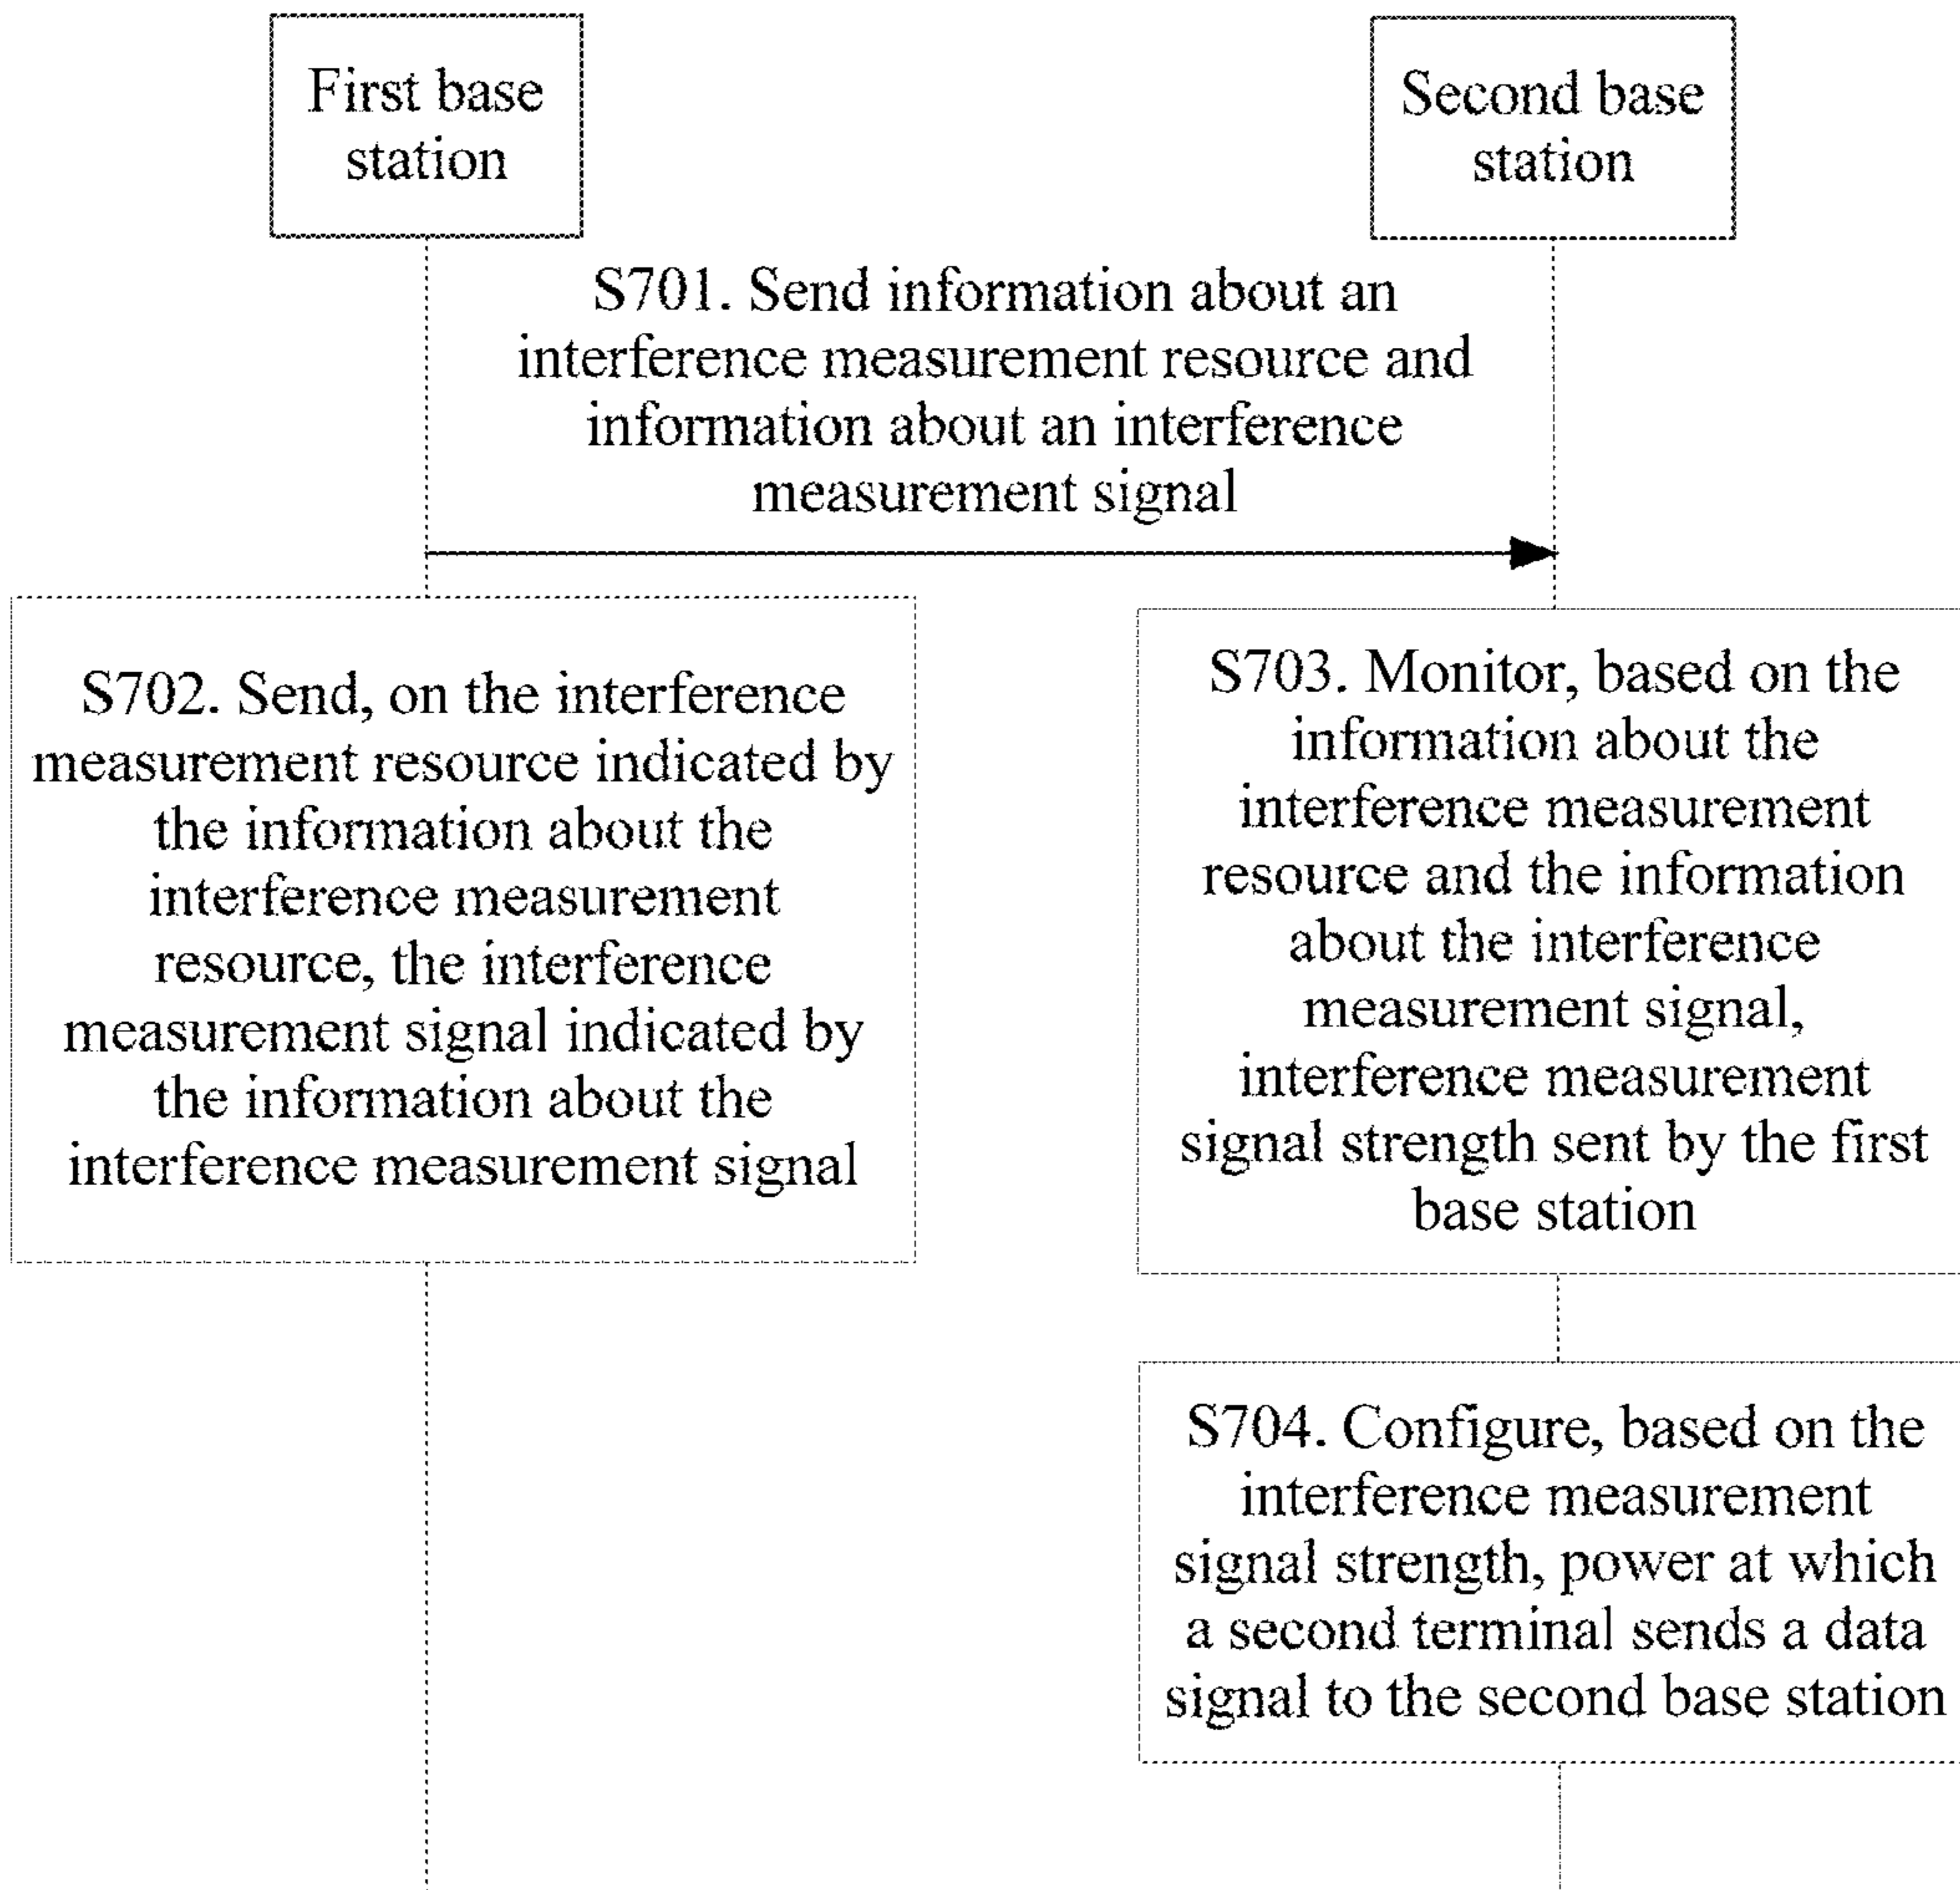 First base
station
Second base
station
S701. Send information about an
interference measurement resource and
information about an interference
measurement signal
S702. Send, on the interference
measurement resource indicated by
the information about the
interference measurement
resource, the interference
measurement signal indicated by
the information about the
interference measurement signal
S703. Monitor, based on the
information about the
interference measurement
resource and the information
about the interference
measurement signal,
interference measurement
signal strength sent by the first
base station
S704. Configure, based on the
interference measurement
signal strength, power at which
a second terminal sends a data
signal to the second base station